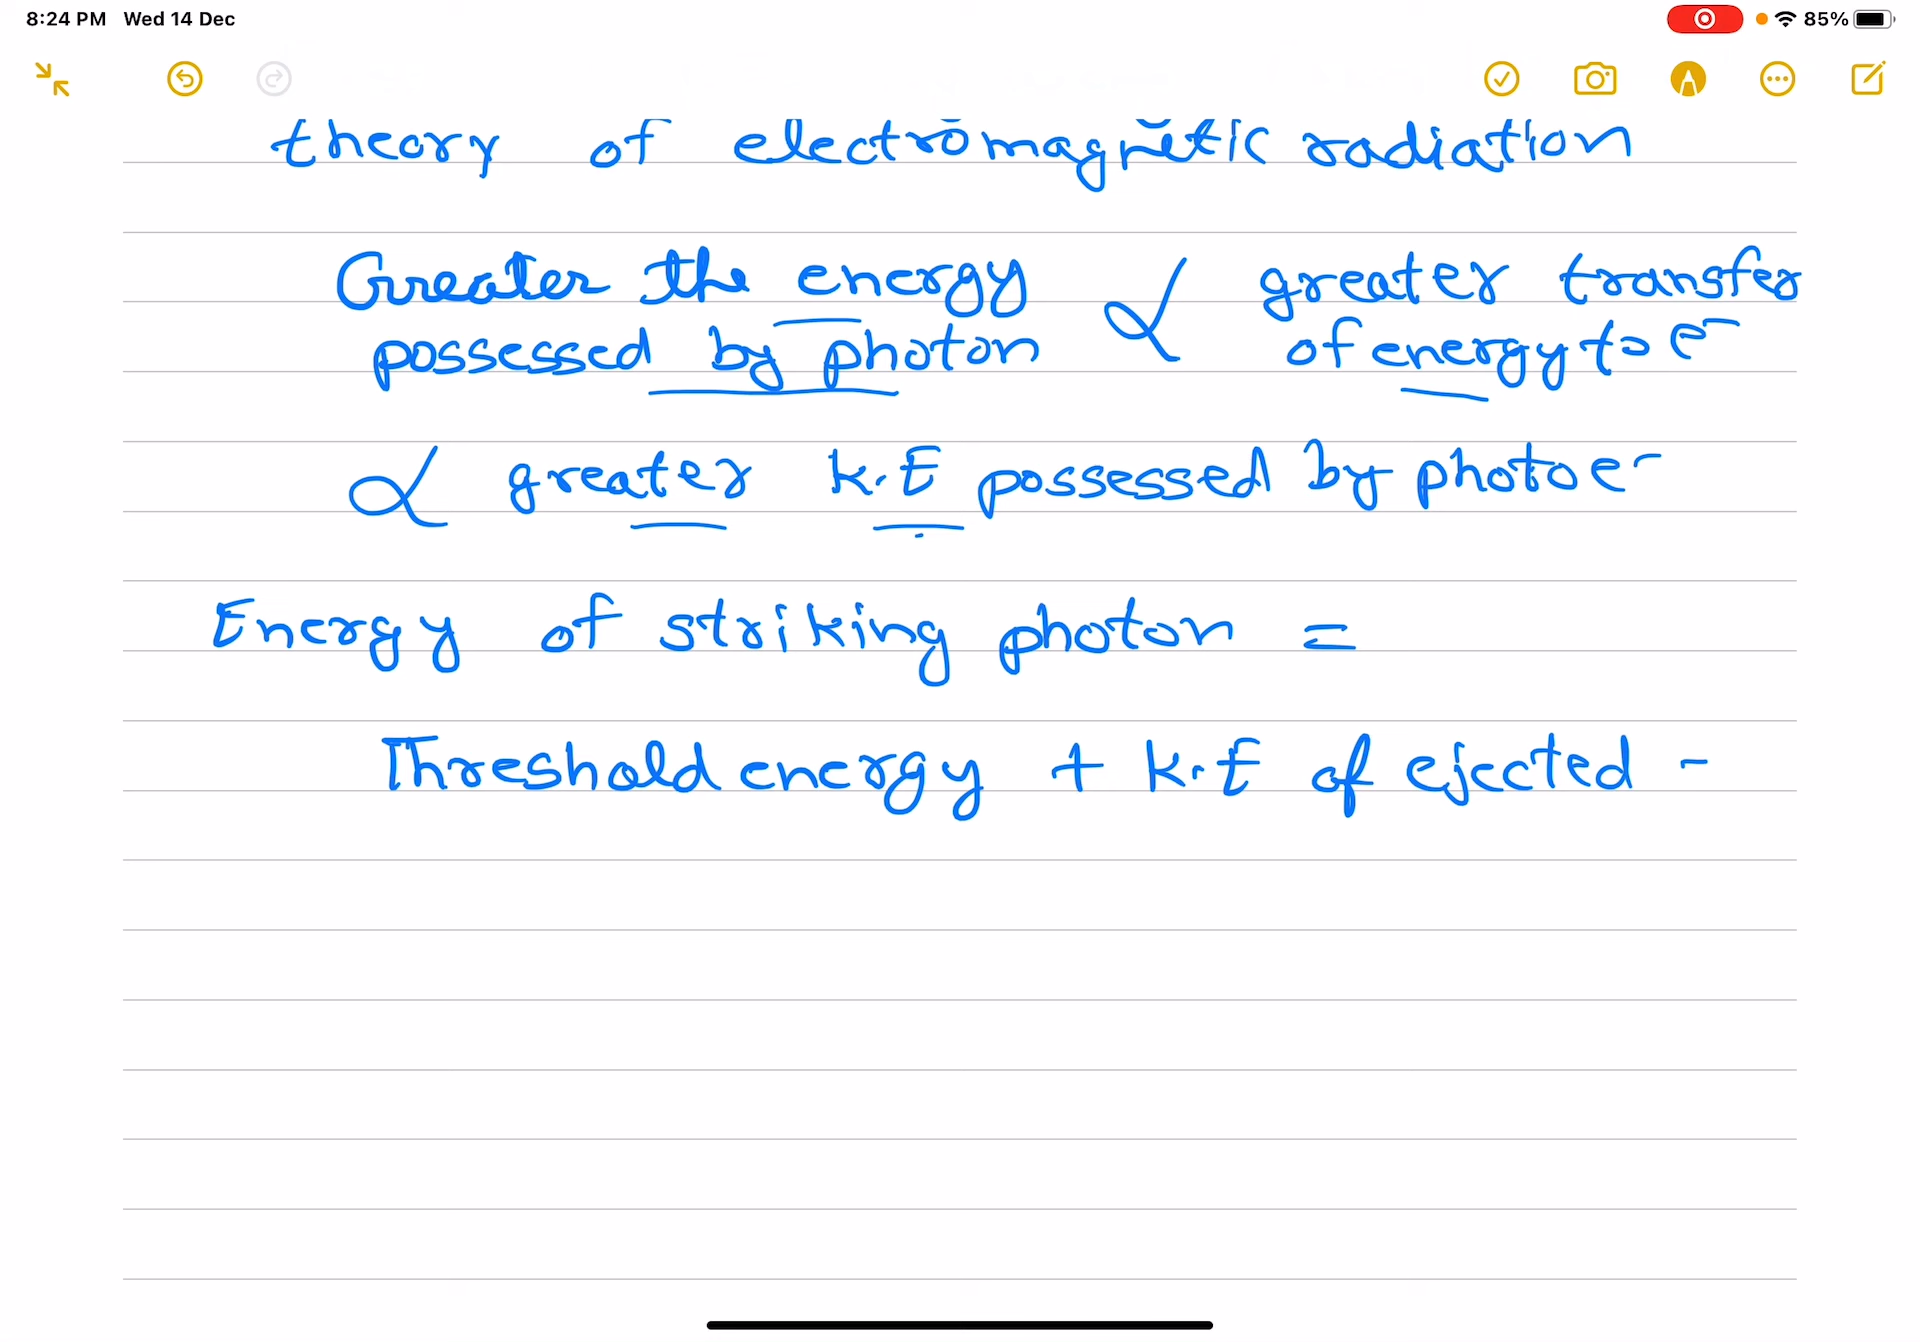 8:24 PM Wed 14 Dec 85%
theory of electromagnetic radiation
Greater the energy ∝ greater transfer
possessed by photon of energy to e⁻
∝ greater K.E possessed by photoe⁻
Energy of striking photon =
Threshold energy + K.E of ejected -